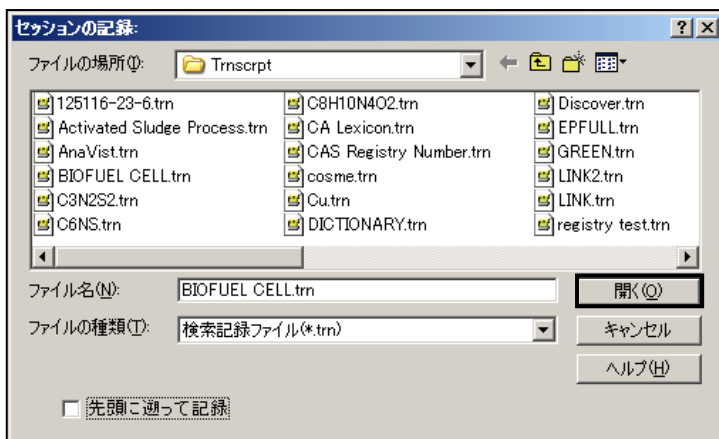 セッションの記録:
ファイルの場所(I): Trnscrpt
125116-23-6.trn C8H10N4O2.trn Discover.trn
Activated Sludge Process.trn CA Lexicon.trn EPFULL.trn
AnaVist.trn CAS Registry Number.trn GREEN.trn
BIOFUEL CELL.trn cosme.trn LINK2.trn
C3N2S2.trn Cu.trn LINK.trn
C6NS.trn DICTIONARY.trn registry test.trn
ファイル名(N): BIOFUEL CELL.trn 開く(O)
ファイルの種類(T): 検索記録ファイル(*.trn) キャンセル
ヘルプ(H)
先頭に遡って記録